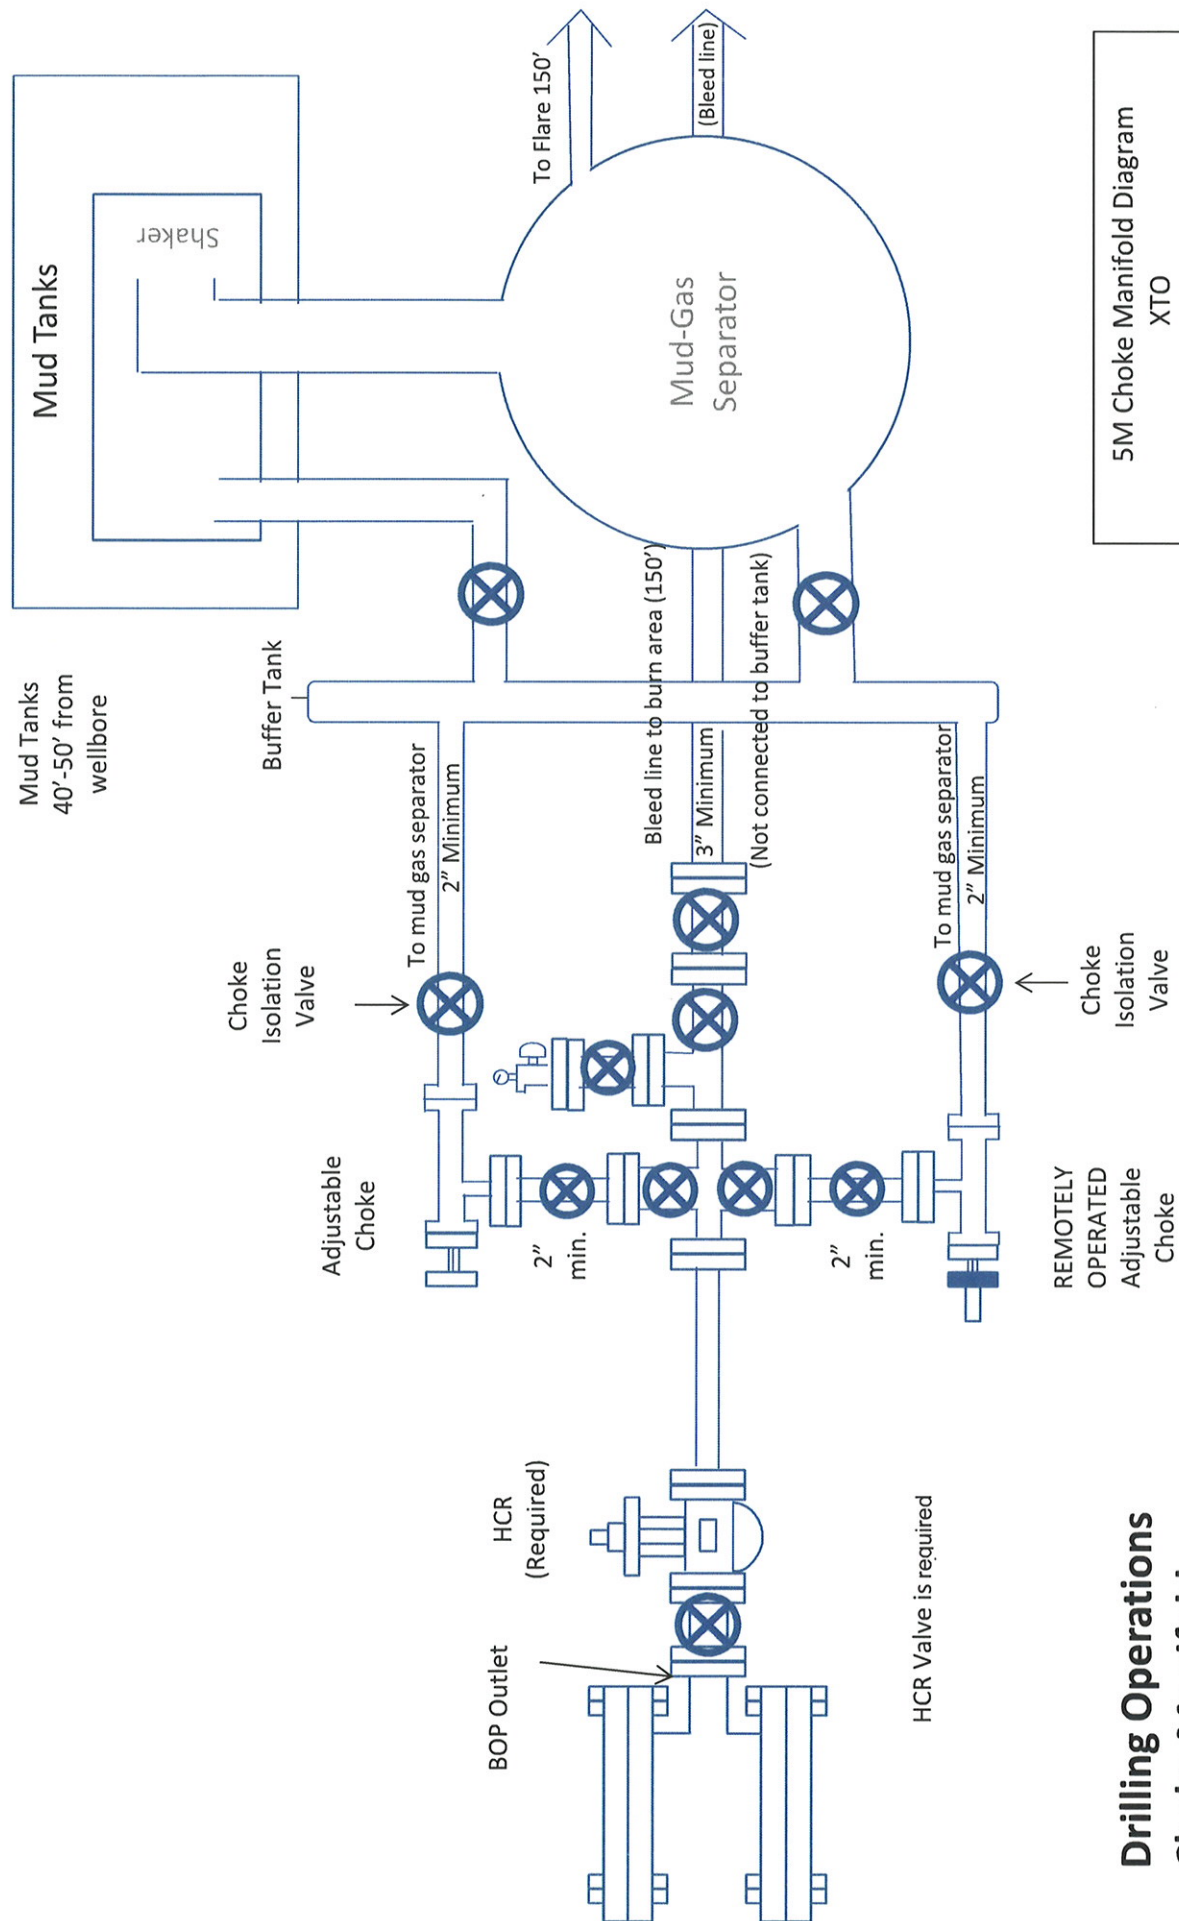 Mud Tanks
40'-50' from
wellbore
Mud Tanks
Shaker
Buffer Tank
To Flare 150'
(Bleed line)
Mud-Gas
Separator
Choke
Isolation
Valve
To mud gas separator
2" Minimum
Bleed line to burn area (150')
3" Minimum
(Not connected to buffer tank)
To mud gas separator
2" Minimum
Choke
Isolation
Valve
Adjustable
Choke
2"
min.
2"
min.
REMOTELY
OPERATED
Adjustable
Choke
HCR
(Required)
BOP Outlet
HCR Valve is required
Drilling Operations
5M Choke Manifold Diagram
XTO